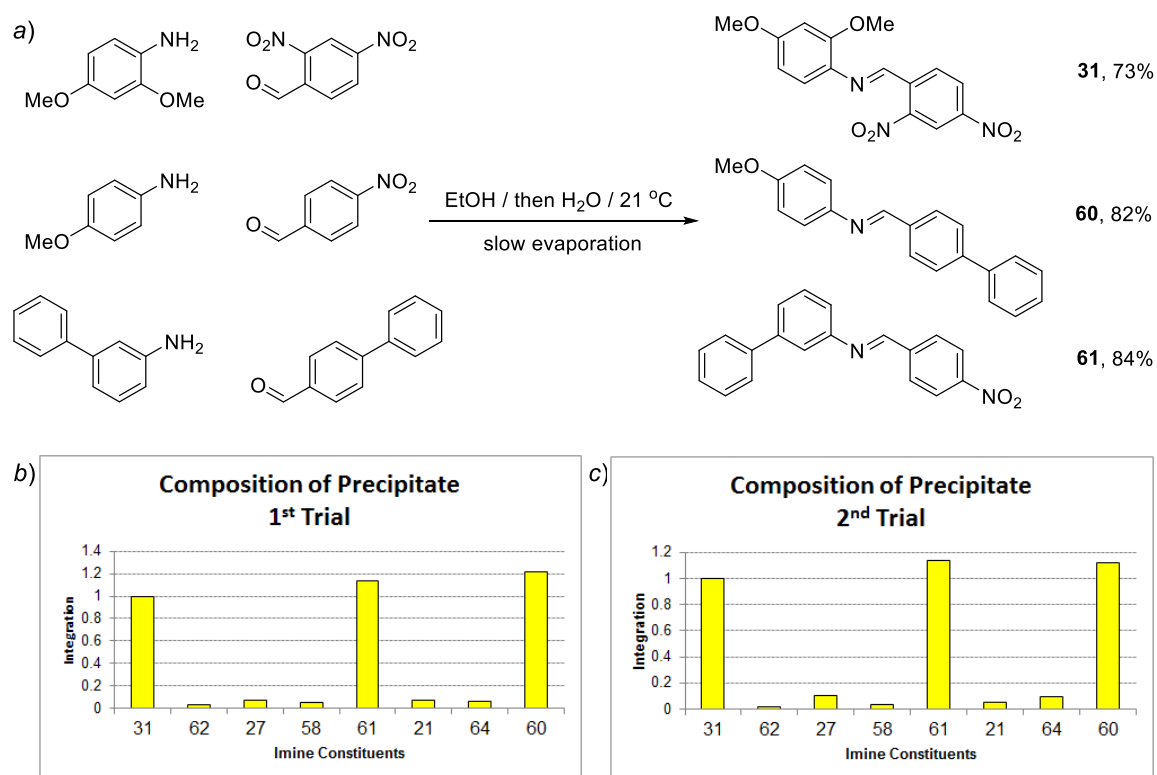 a)
NH2
MeO
OMe
O2N
NO2
O
MeO
OMe
N
O2N
NO2
31, 73%
NH2
MeO
NO2
O
EtOH / then H2O / 21 °C
slow evaporation
MeO
N
60, 82%
NH2
O
N
NO2
61, 84%
b)
Composition of Precipitate
1st Trial
Integration
1.4
1.2
1
0.8
0.6
0.4
0.2
0
31 62 27 58 61 21 64 60
Imine Constituents
c)
Composition of Precipitate
2nd Trial
Integration
1.2
1
0.8
0.6
0.4
0.2
0
31 62 27 58 61 21 64 60
Imine Constituents